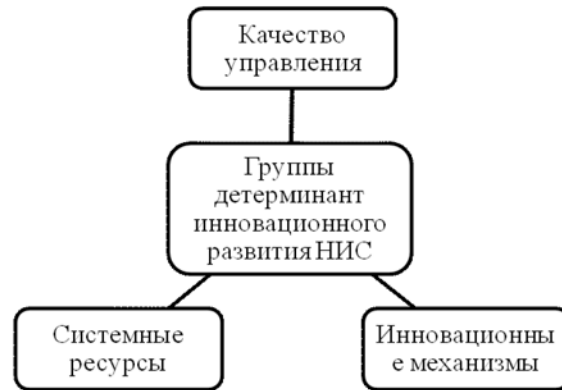 Качество
управления
Группы
детерминант
инновационного
развития НИС
Системные
ресурсы
Инновационны
е механизмы